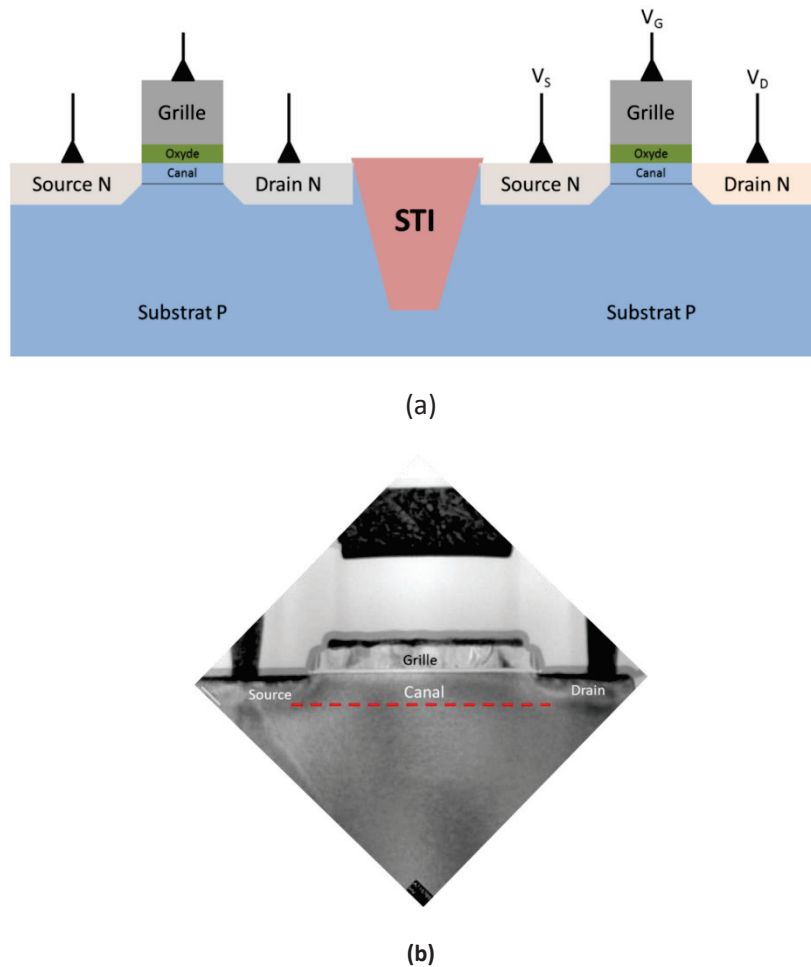 V_G
V_S
V_D
Grille
Grille
Oxyde
Oxyde
Source N
Canal
Drain N
Source N
Canal
Drain N
STI
Substrat P
Substrat P
(a)
Grille
Source
Canal
Drain
(b)